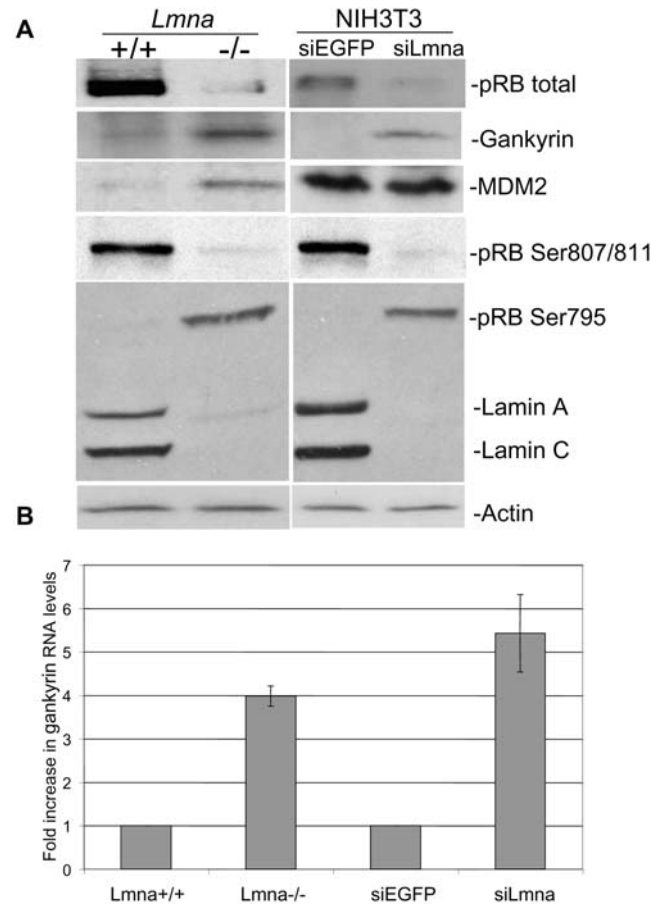 A
Lmna
NIH3T3
+/+ -/- siEGFP siLmna
-pRB total
-Gankyrin
-MDM2
-pRB Ser807/811
-pRB Ser795
-Lamin A
-Lamin C
-Actin
B
Fold increase in gankyrin RNA levels
7
6
5
4
3
2
1
0
Lmna+/+ Lmna-/- siEGFP siLmna